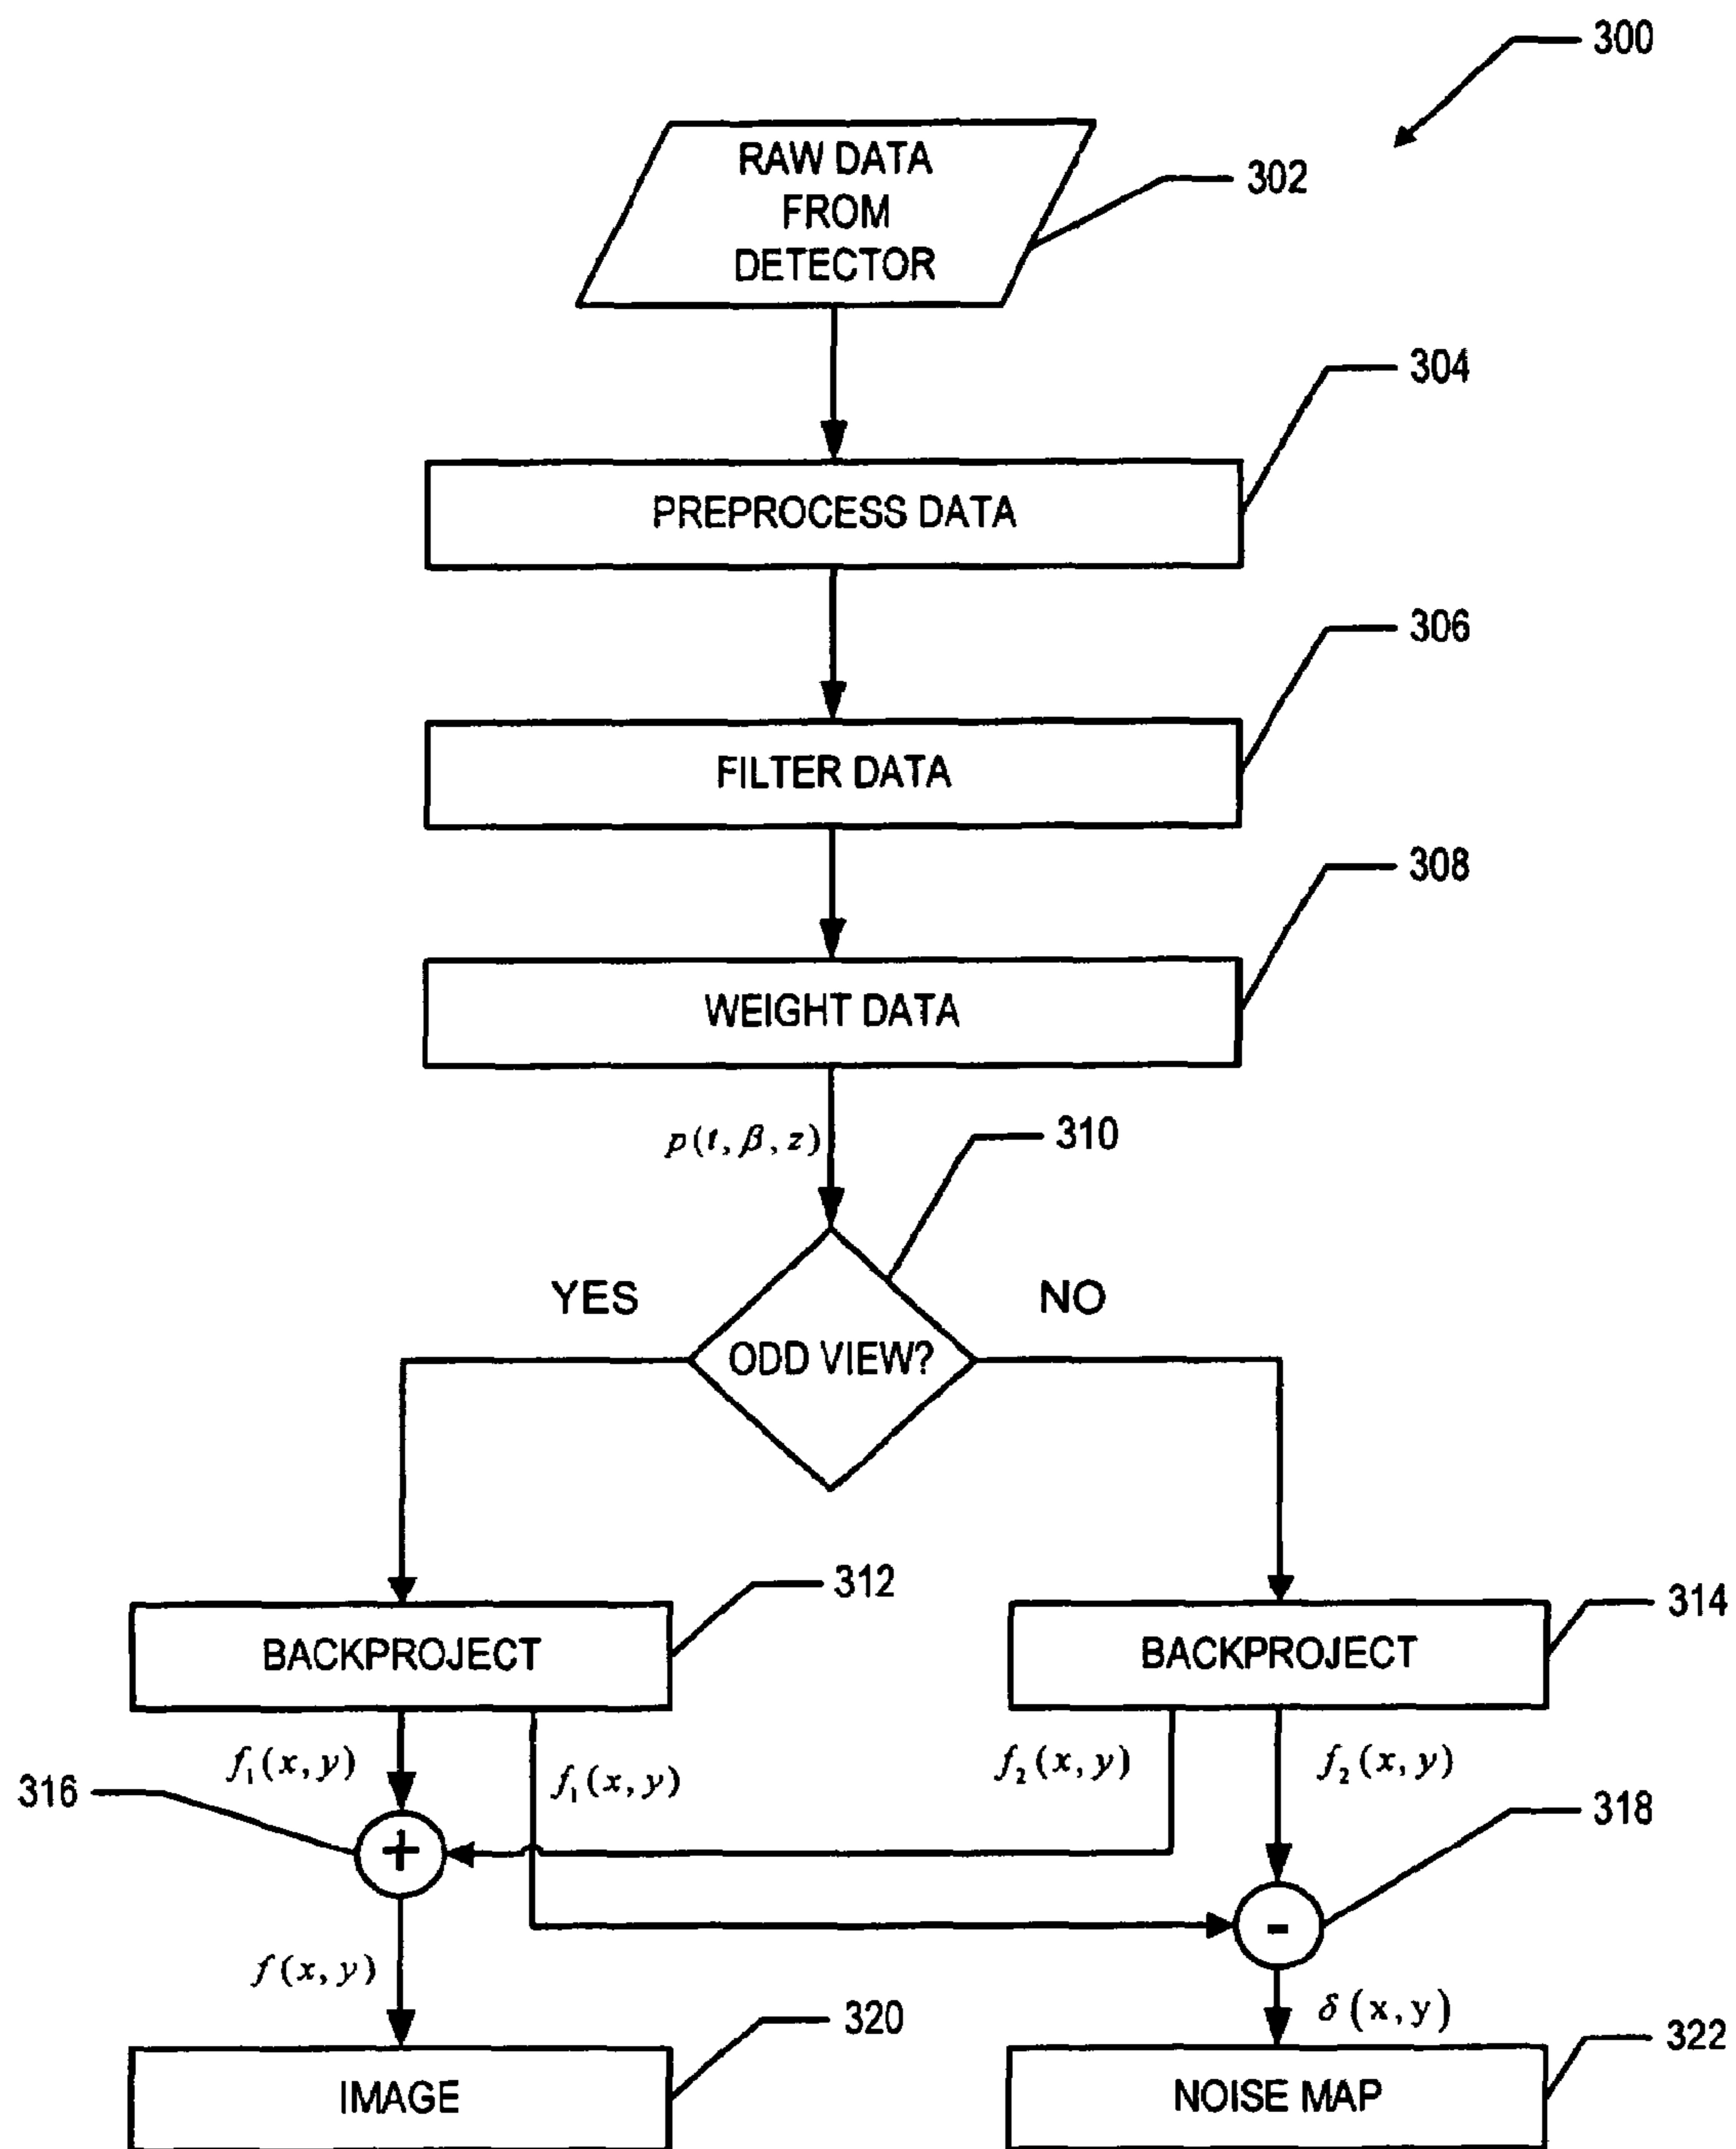 300
RAW DATA
FROM
DETECTOR
302
304
PREPROCESS DATA
306
FILTER DATA
308
WEIGHT DATA
p(t, β, z)
310
YES
NO
ODD VIEW?
312
314
BACKPROJECT
BACKPROJECT
f₁(x, y)
f₁(x, y)
f₂(x, y)
f₂(x, y)
316
318
+
-
f(x, y)
δ(x, y)
320
322
IMAGE
NOISE MAP